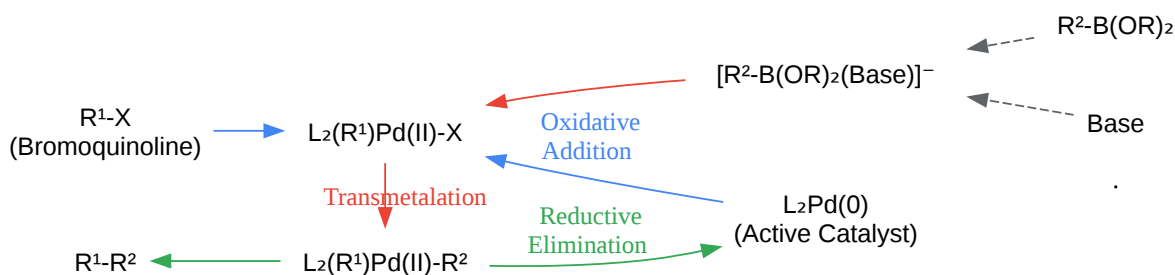 R²-B(OR)₂
[R²-B(OR)₂(Base)]⁻
R¹-X
(Bromoquinoline)
L₂(R¹)Pd(II)-X
Oxidative
Addition
Base
Transmetalation
L₂Pd(0)
(Active Catalyst)
Reductive
Elimination
R¹-R²
L₂(R¹)Pd(II)-R²
.